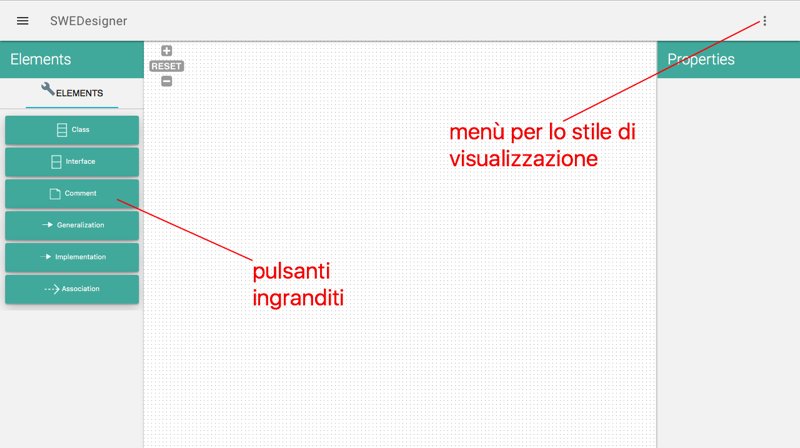 SWEDesigner
Elements
ELEMENTS
Class
Interface
Comment
Generalization
Implementation
Association
RESET
Properties
menù per lo stile di
visualizzazione
pulsanti
ingranditi